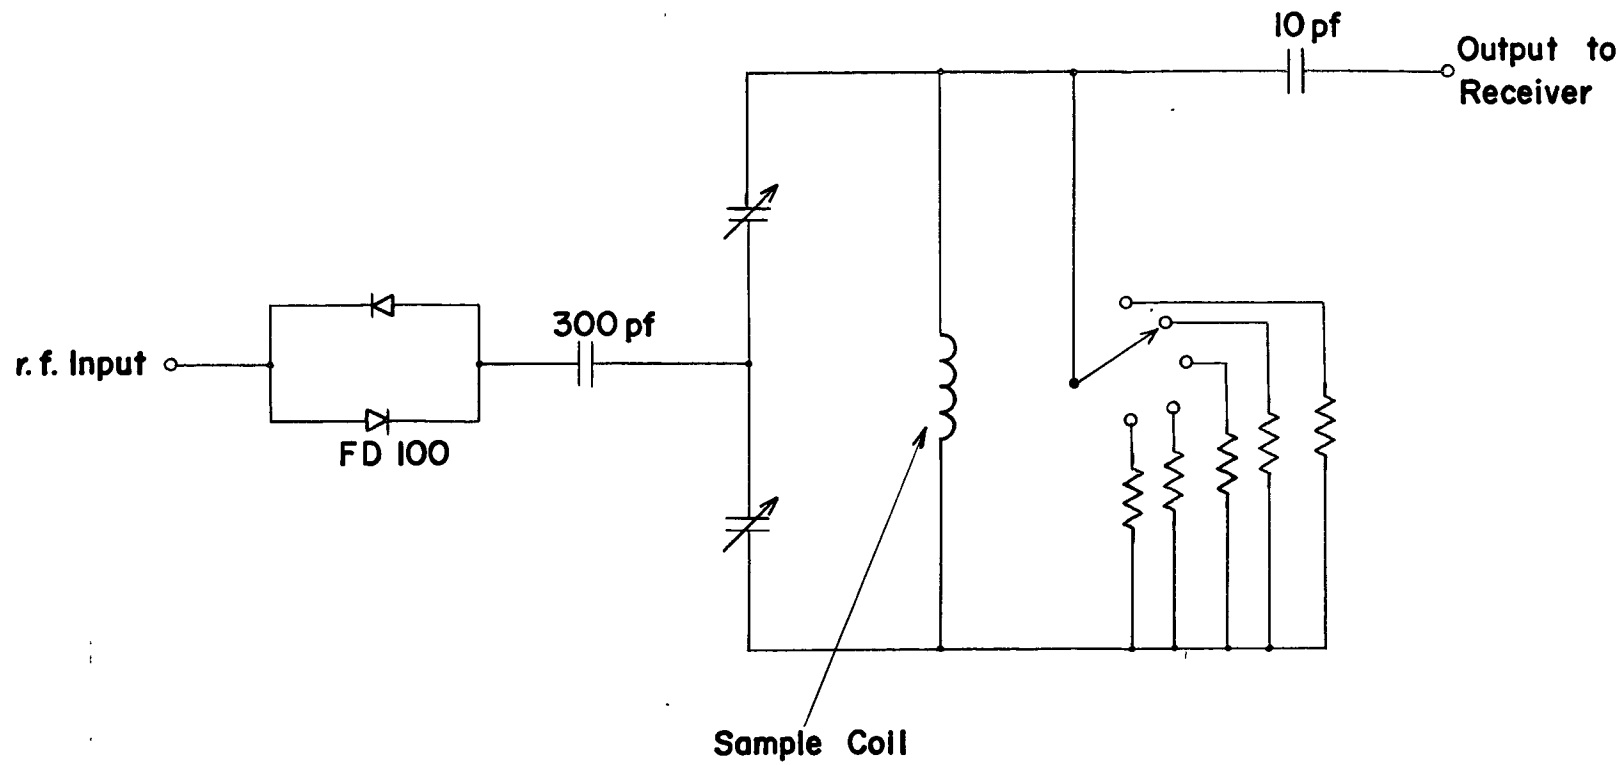 10 pf
Output to
Receiver
300 pf
r. f. Input
FD 100
Sample Coil